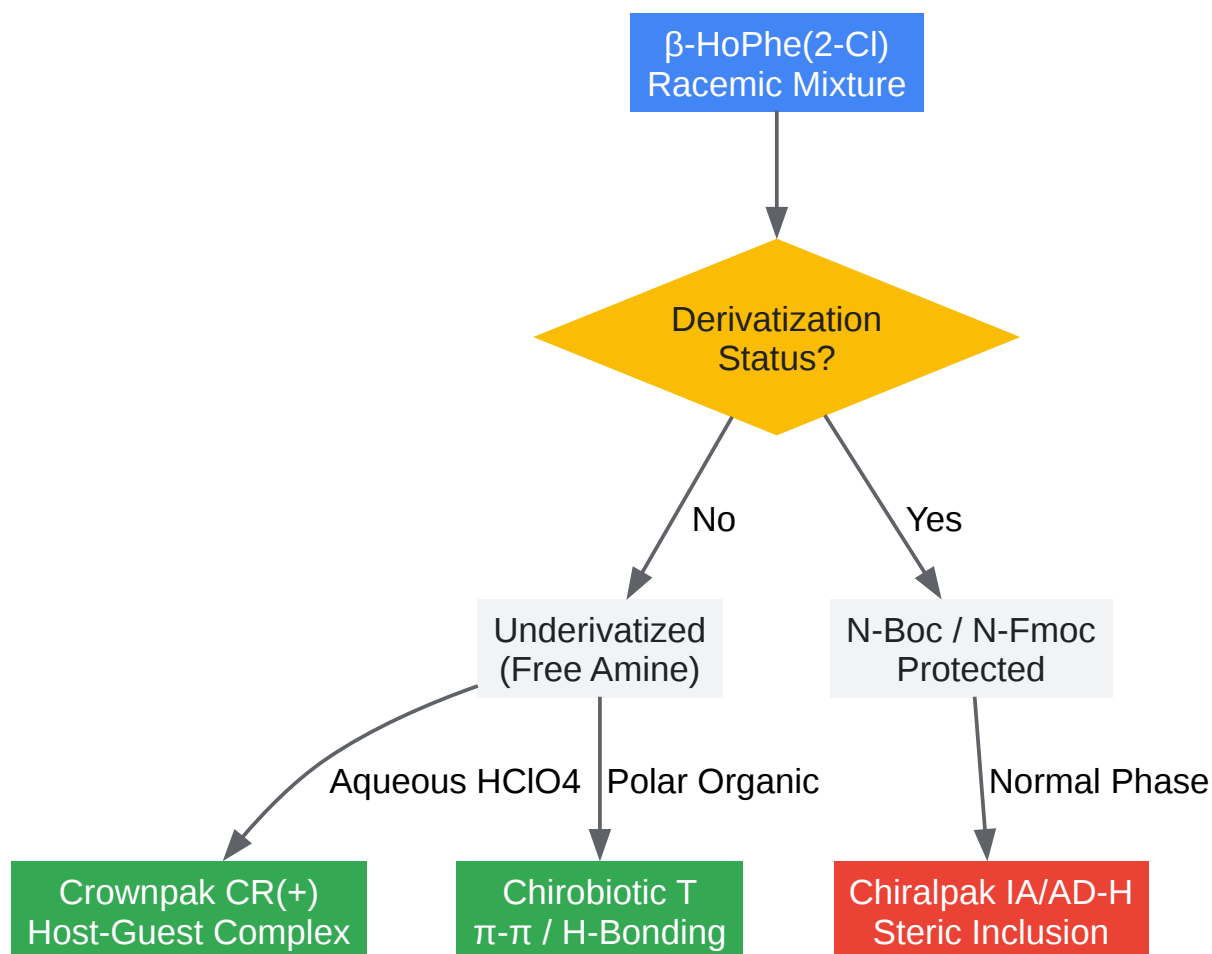 β-HoPhe(2-Cl)
Racemic Mixture
Derivatization
Status?
No
Yes
Underivatized
(Free Amine)
N-Boc / N-Fmoc
Protected
Aqueous HClO4
Polar Organic
Normal Phase
Crownpak CR(+)
Host-Guest Complex
Chirobiotic T
π-π / H-Bonding
Chiralpak IA/AD-H
Steric Inclusion